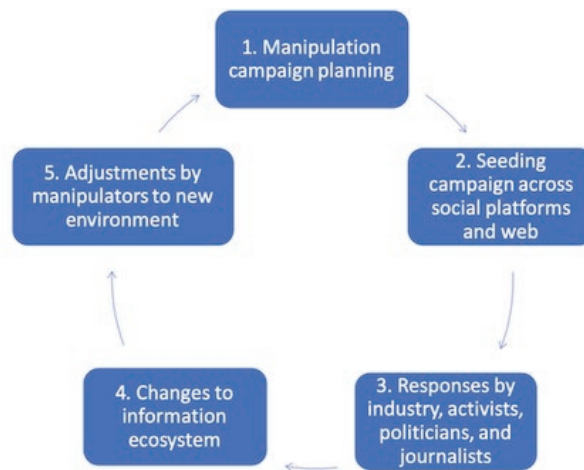 1. Manipulation
campaign planning
2. Seeding
campaign across
social platforms
and web
3. Responses by
industry, activists,
politicians, and
journalists
4. Changes to
information
ecosystem
5. Adjustments by
manipulators to new
environment